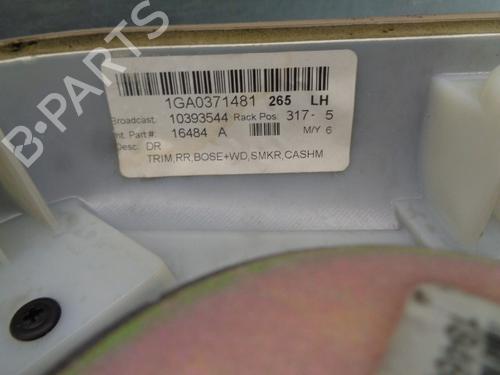 1GA0371481 265 LH
Broadcast: 10393544 Rack Pos 317- 5
nt. Part#: 16484 A M/Y 6
Desc: DR
TRIM,RR,BOSE+WD,SMKR,CASHM
B-PARTS